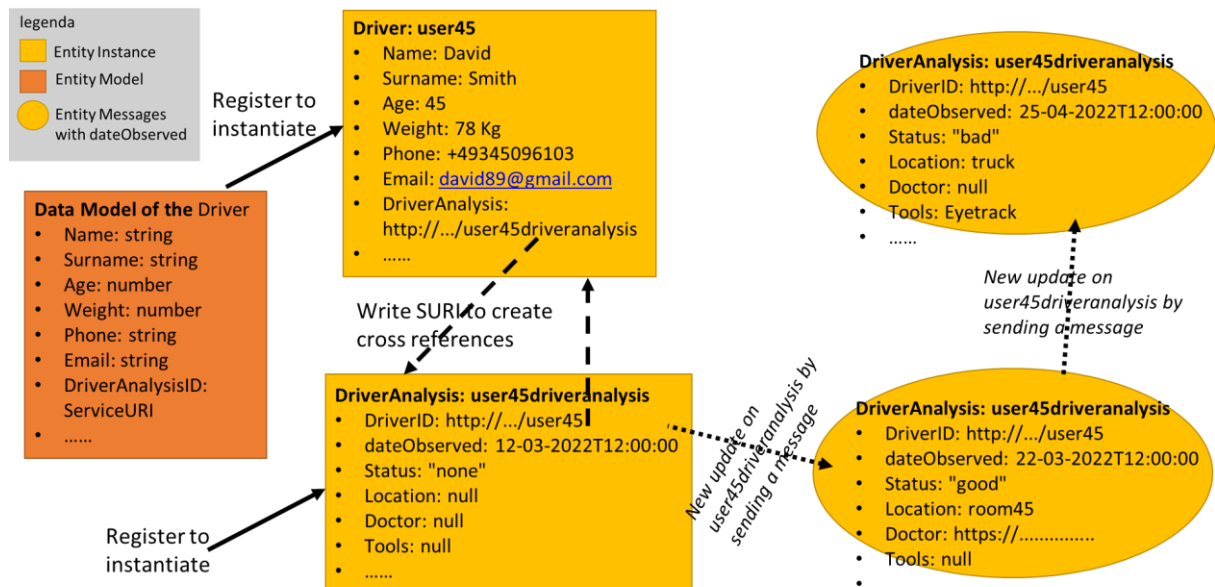 legenda
Entity Instance
Entity Model
Entity Messages
with dateObserved
Register to
instantiate
Data Model of the Driver
• Name: string
• Surname: string
• Age: number
• Weight: number
• Phone: string
• Email: string
• DriverAnalysisID:
ServiceURI
• ......
Driver: user45
• Name: David
• Surname: Smith
• Age: 45
• Weight: 78 Kg
• Phone: +49345096103
• Email: david89@gmail.com
• DriverAnalysis:
http://.../user45driveranalysis
• ......
Write SURI to create
cross references
Register to
instantiate
DriverAnalysis: user45driveranalysis
• DriverID: http://.../user45
• dateObserved: 12-03-2022T12:00:00
• Status: "none"
• Location: null
• Doctor: null
• Tools: null
• ......
New update on
user45driveranalysis by
sending a message
DriverAnalysis: user45driveranalysis
• DriverID: http://.../user45
• dateObserved: 22-03-2022T12:00:00
• Status: "good"
• Location: room45
• Doctor: https://...............
• Tools: null
•
New update on
user45driveranalysis by
sending a message
DriverAnalysis: user45driveranalysis
• DriverID: http://.../user45
• dateObserved: 25-04-2022T12:00:00
• Status: "bad"
• Location: truck
• Doctor: null
• Tools: Eyetrack
• ......